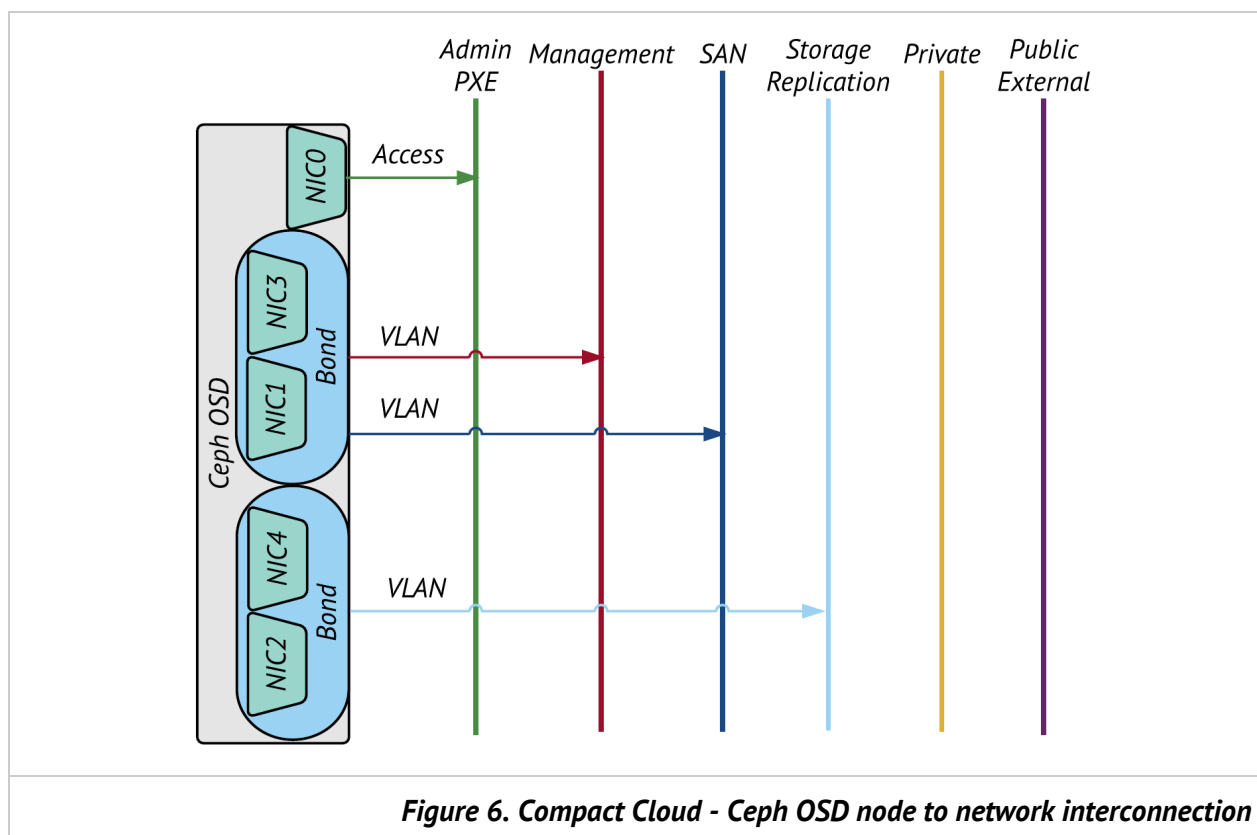 Admin
PXE
Management
SAN
Storage
Replication
Private
Public
External
Access
NIC0
NIC3
NIC1
Bond
VLAN
VLAN
Ceph OSD
NIC4
NIC2
Bond
VLAN
Figure 6. Compact Cloud - Ceph OSD node to network interconnection